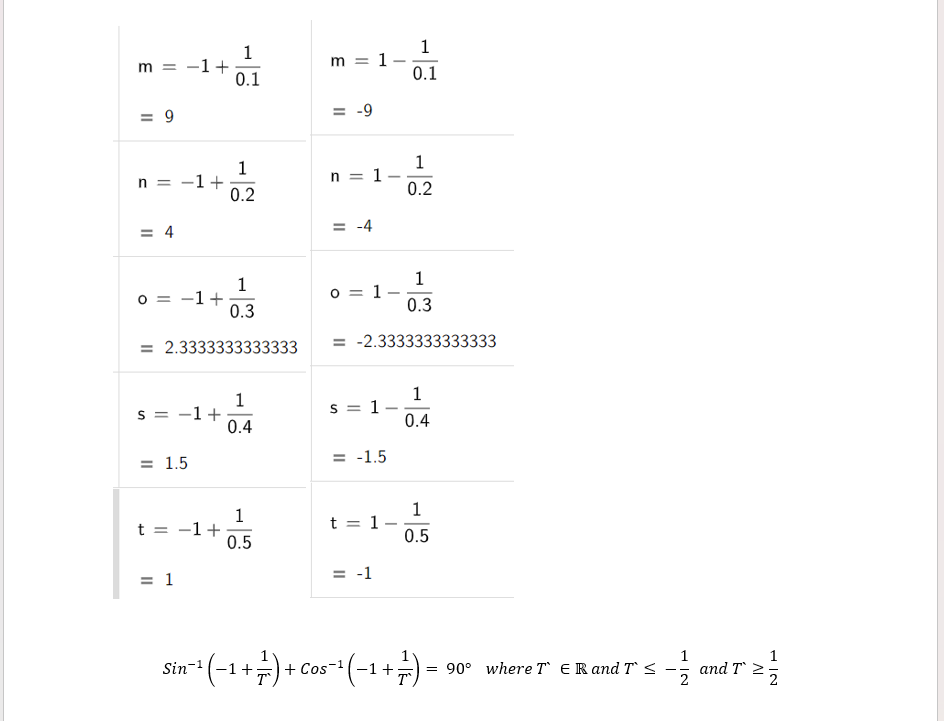 m = −1 + 1/0.1
= 9
n = −1 + 1/0.2
= 4
o = −1 + 1/0.3
= 2.3333333333333
s = −1 + 1/0.4
= 1.5
t = −1 + 1/0.5
= 1
m = 1 − 1/0.1
= -9
n = 1 − 1/0.2
= -4
o = 1 − 1/0.3
= -2.3333333333333
s = 1 − 1/0.4
= -1.5
t = 1 − 1/0.5
= -1
Sin⁻¹(−1 + 1/T`) + Cos⁻¹(−1 + 1/T`) = 90° where T` ∈ ℝ and T` ≤ −1/2 and T` ≥ 1/2